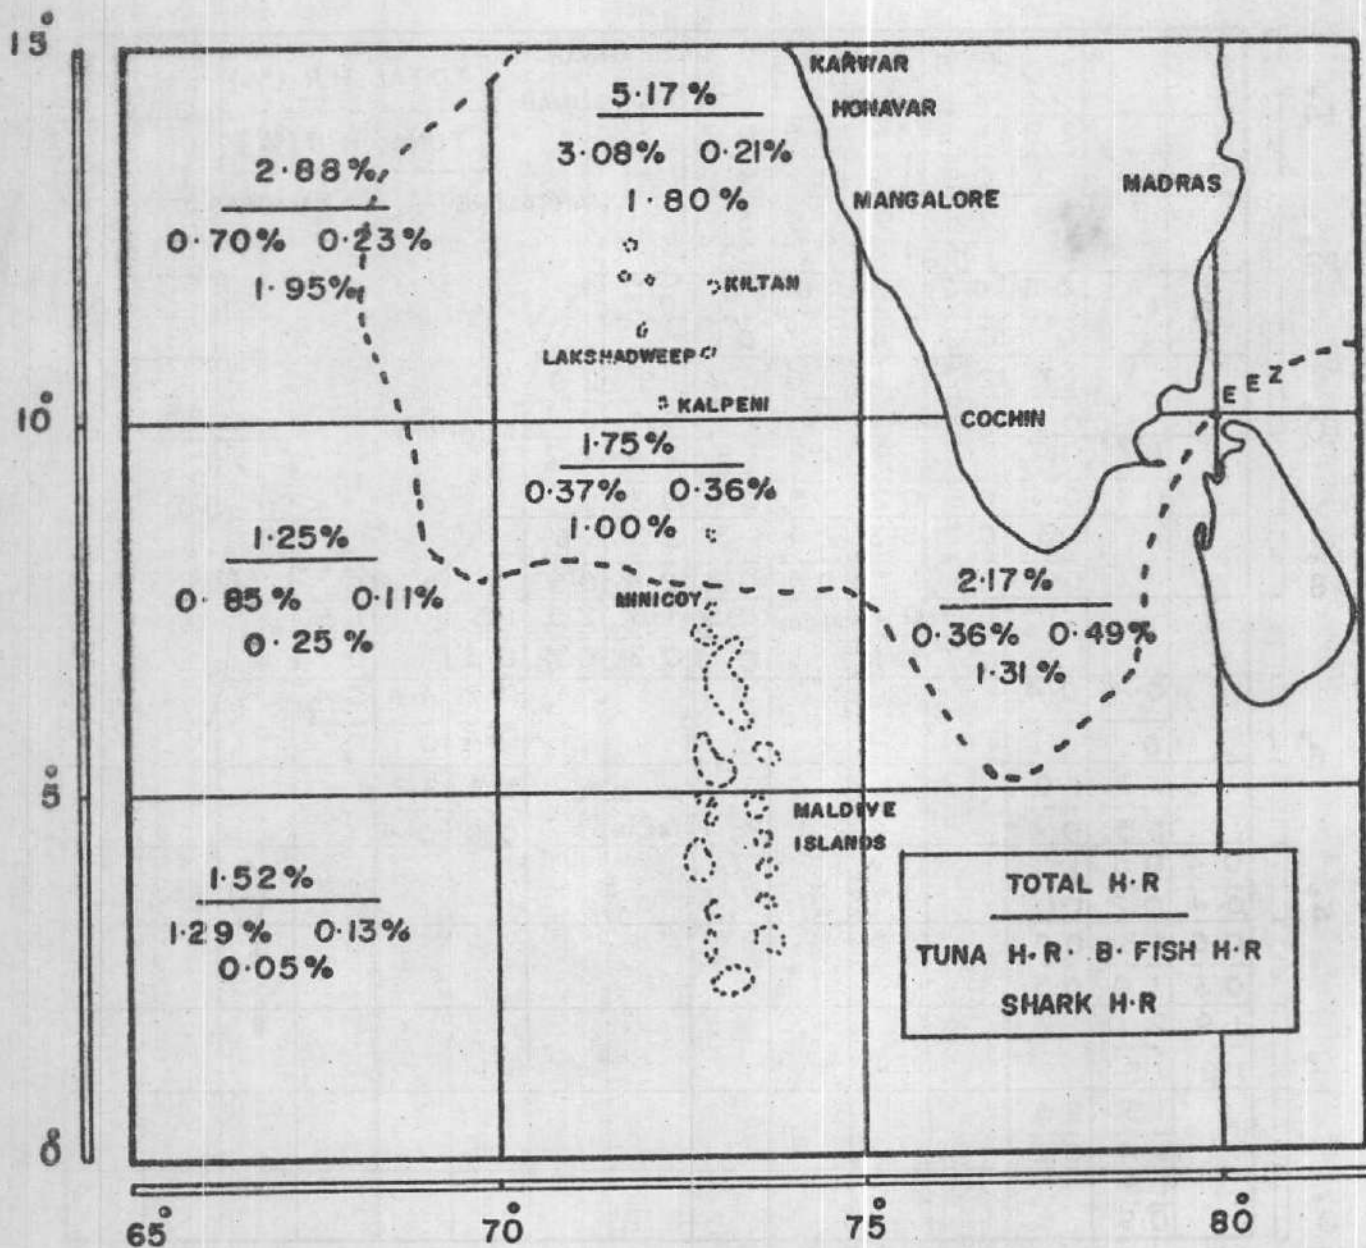 15°
KARWAR
5·17%
HONAVAR
3·08% 0·21%
2·88%
MADRAS
1·80%
MANGALORE
0·70% 0·23%
1·95%
KILTAN
LAKSHADWEEP
E E Z
KALPENI
10°
COCHIN
1·75%
0·37% 0·36%
1·00%
1·25%
0·85% 0·11%
0·25%
2·17%
MINICOY
0·36% 0·49%
1·31%
5°
MALDIVE
ISLANDS
1·52%
1·29% 0·13%
0·05%
TOTAL H·R
TUNA H·R· B· FISH H·R
SHARK H·R
0°
65° 70° 75° 80°